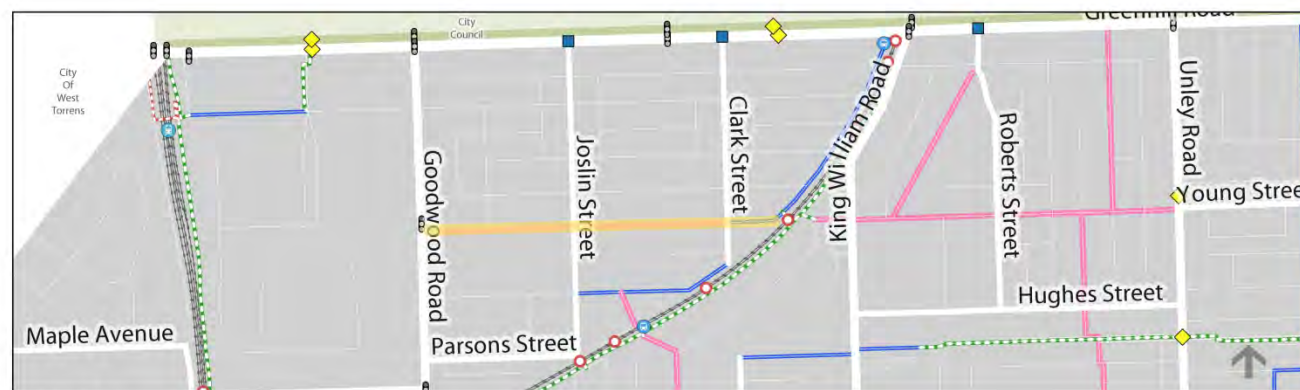 City
Council
Greenhill Road
City
Of
West
Torrens
Goodwood Road
Joslin Street
Clark Street
King William Road
Roberts Street
Unley Road
Young Stree
Hughes Street
Maple Avenue
Parsons Street